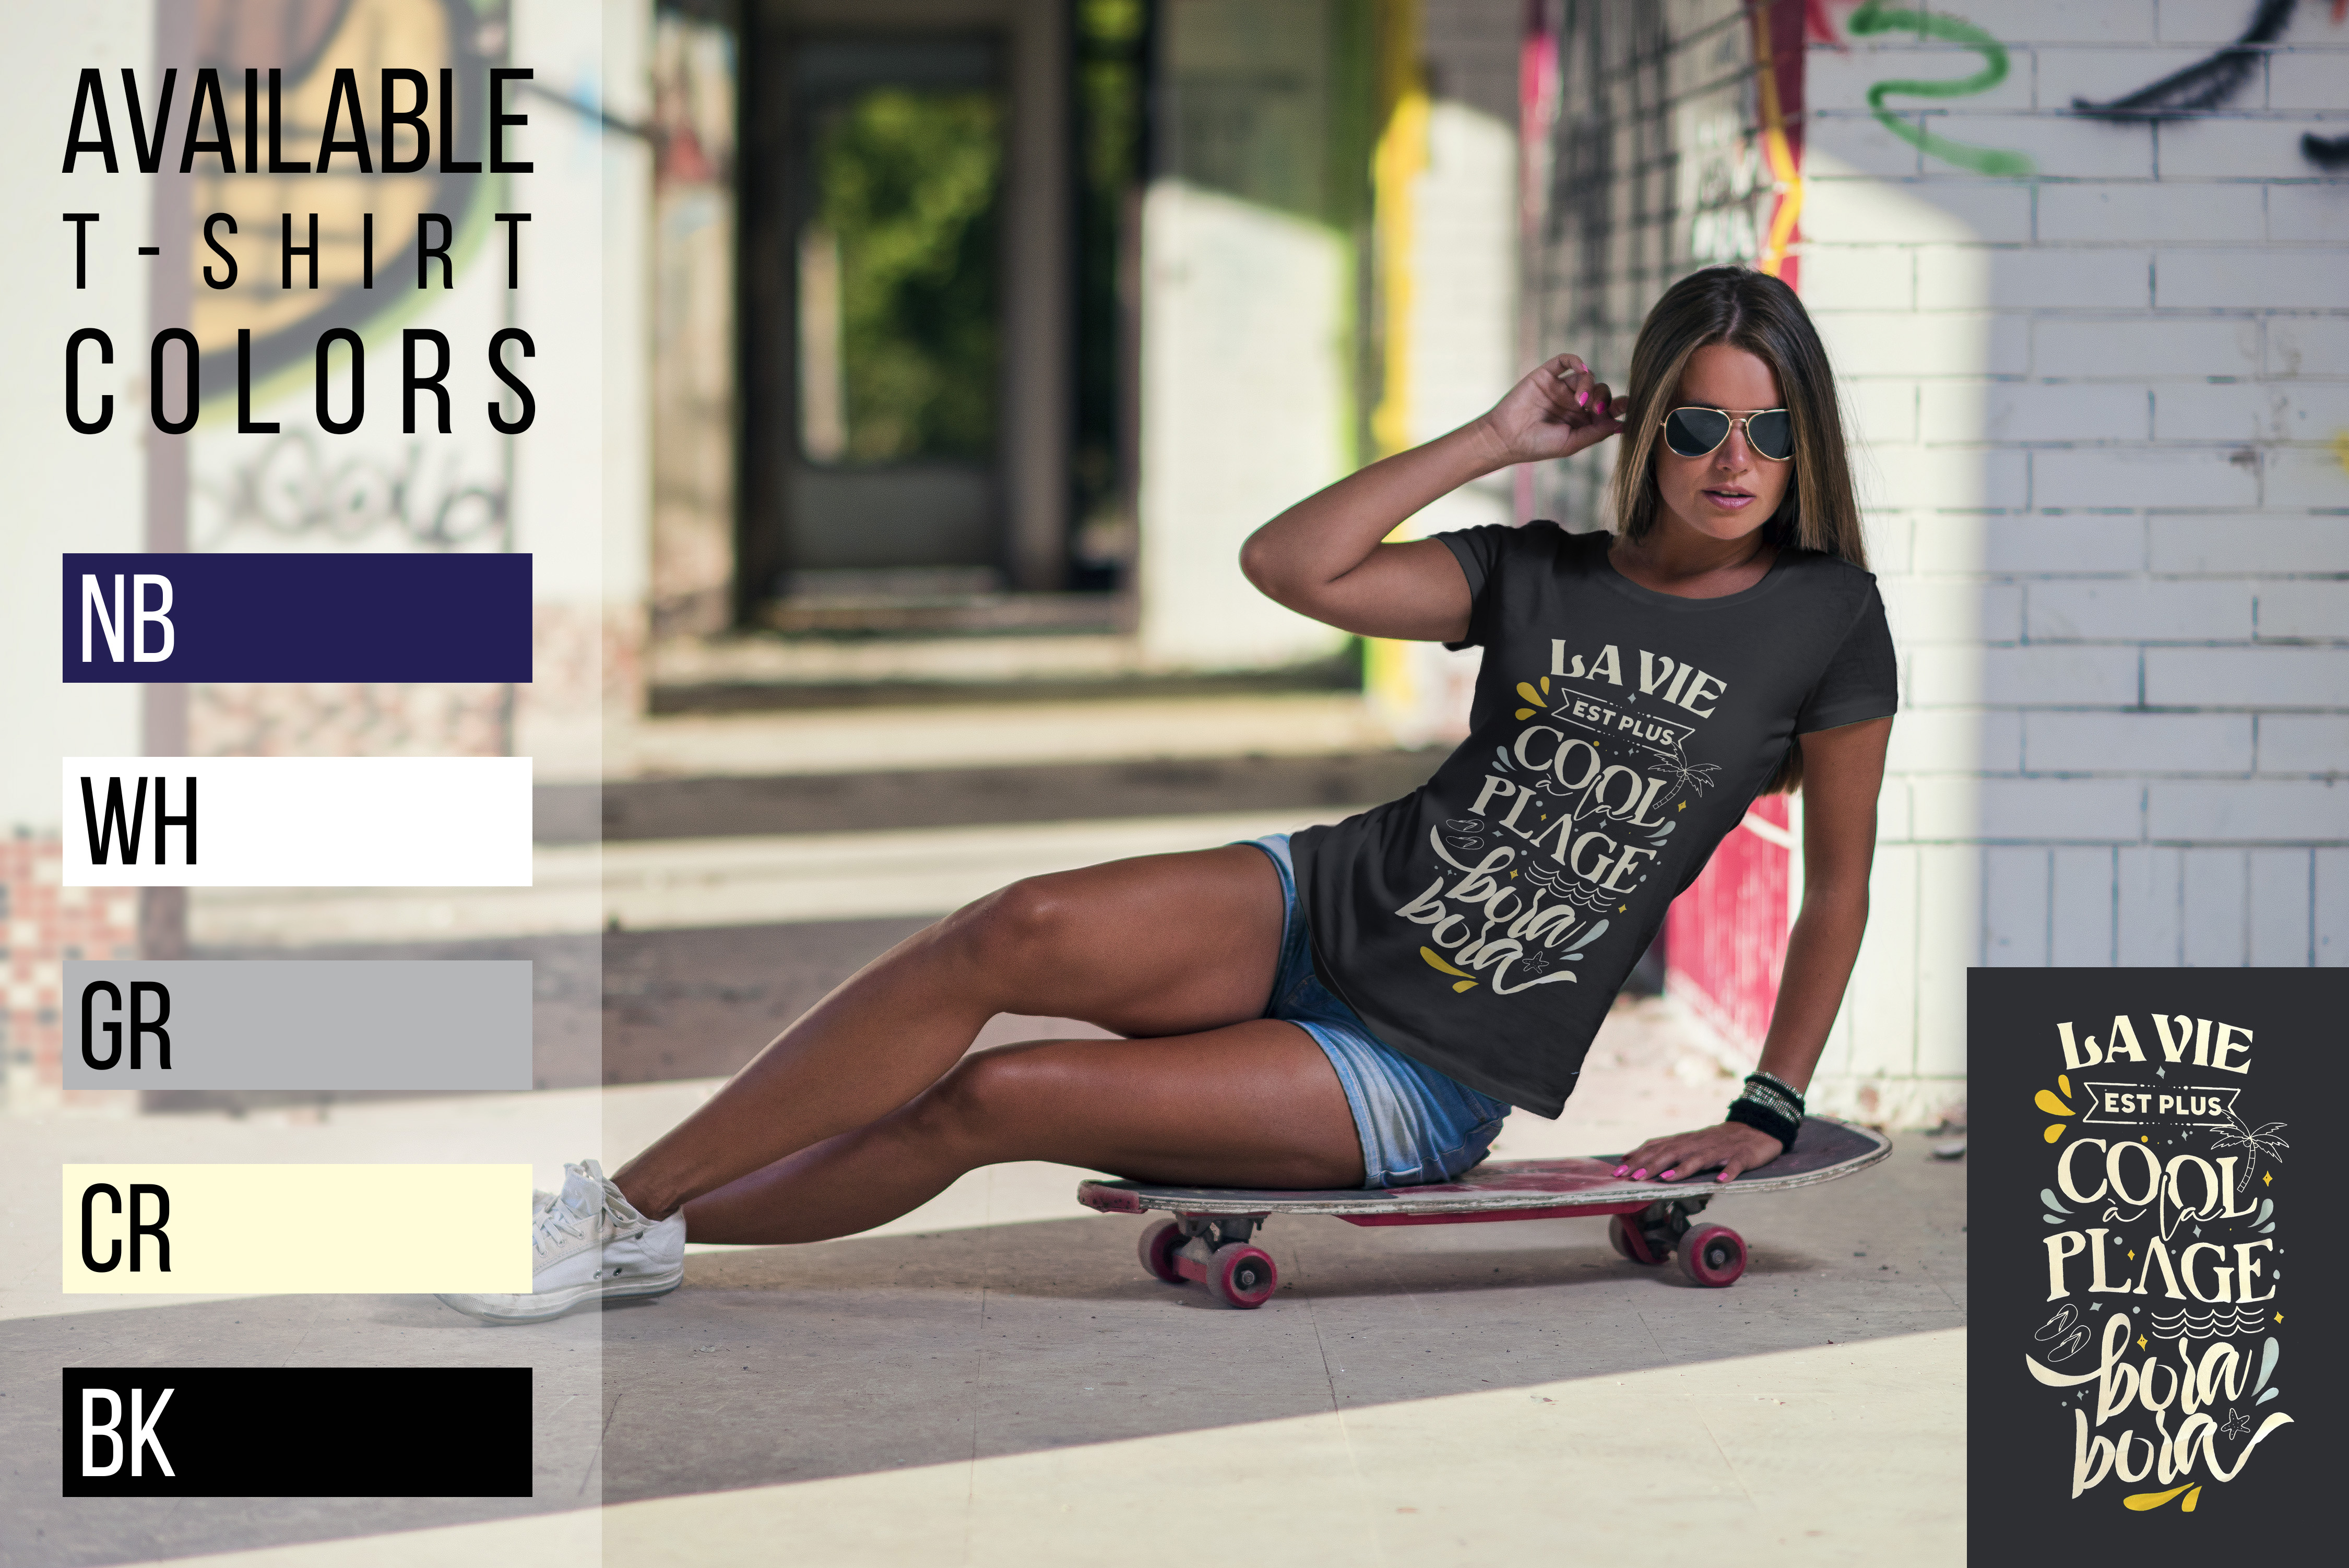 AVAILABLE
T-SHIRT
COLORS
NB
WH
GR
CR
BK
LA VIE
EST PLUS
COOL
à la
PLAGE
bora
bora
LA VIE
EST PLUS
COOL
à la
PLAGE
bora
bora